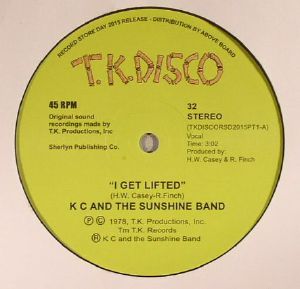 RECORD STORE DAY 2015 RELEASE - DISTRIBUTION BY ABOVE BOARD
T.K. DISCO
45 RPM
Original sound
recordings made by
T.K. Productions, Inc
Sherlyn Publishing Co.
32
STEREO
(TKDISCORSD2015PT1-A)
Vocal
Time: 3:02
Produced by:
H.W. Casey & R. Finch
"I GET LIFTED"
(H.W. Casey-R.Finch)
K C AND THE SUNSHINE BAND
Ⓟ © 1978, T.K. Productions, Inc.
Tm T.K. Records
Ⓡ K C and the Sunshine Band